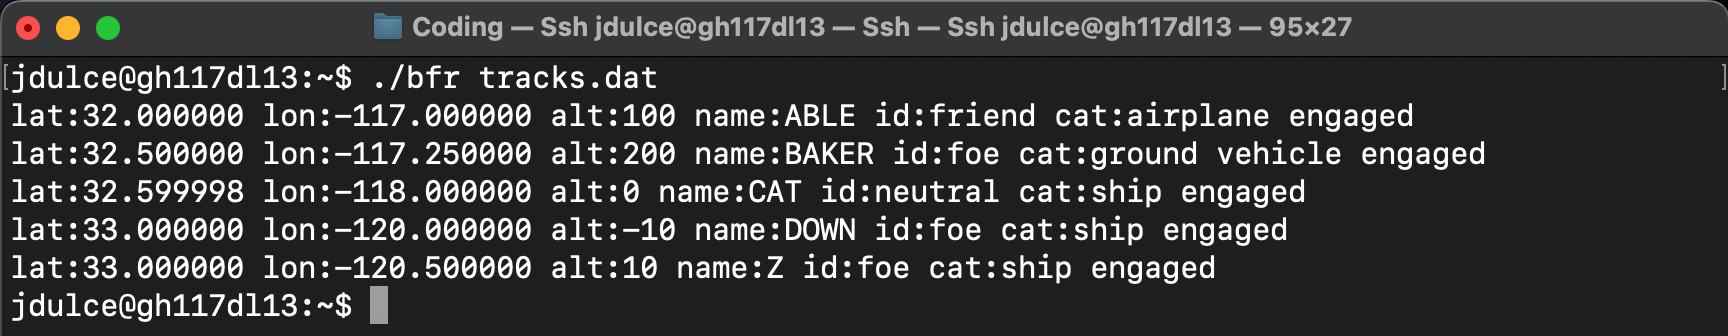 Coding — Ssh jdulce@gh117dl13 — Ssh — Ssh jdulce@gh117dl13 — 95×27
[jdulce@gh117dl13:~$ ./bfr tracks.dat ]
lat:32.000000 lon:-117.000000 alt:100 name:ABLE id:friend cat:airplane engaged
lat:32.500000 lon:-117.250000 alt:200 name:BAKER id:foe cat:ground vehicle engaged
lat:32.599998 lon:-118.000000 alt:0 name:CAT id:neutral cat:ship engaged
lat:33.000000 lon:-120.000000 alt:-10 name:DOWN id:foe cat:ship engaged
lat:33.000000 lon:-120.500000 alt:10 name:Z id:foe cat:ship engaged
jdulce@gh117dl13:~$